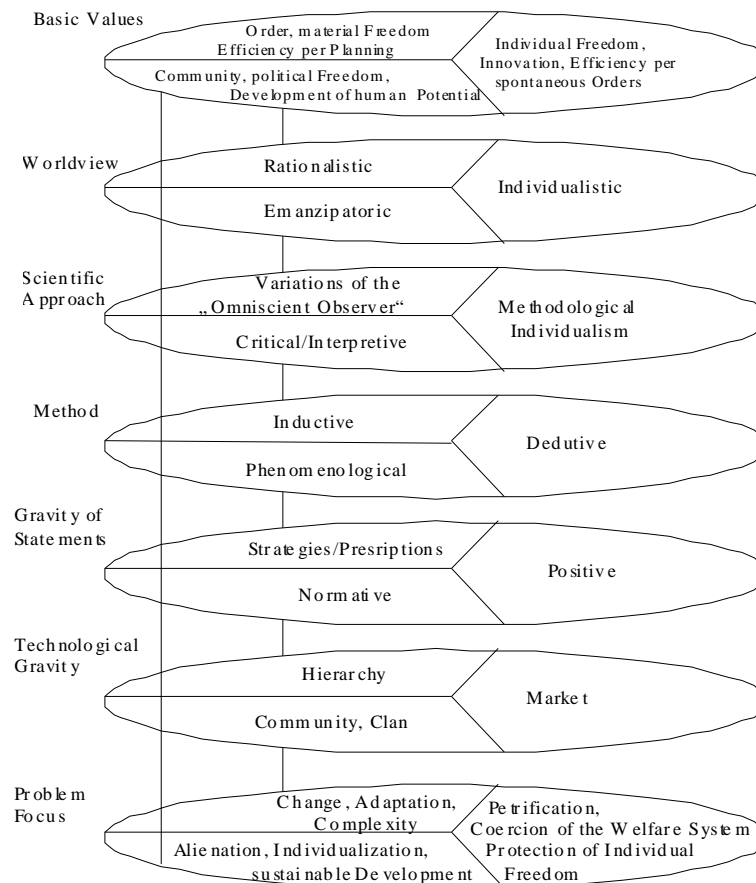 Basic Values
Order, material Freedom
Efficiency per Planning
Community, political Freedom,
Development of human Potential
Individual Freedom,
Innovation, Efficiency per
spontaneous Orders
Worldview
Rationalistic
Emanzipatoric
Individualistic
Scientific
Approach
Variations of the
„Omniscient Observer“
Critical/Interpretive
Methodological
Individualism
Method
Inductive
Phenomenological
Dedutive
Gravity of
Statements
Strategies/Presriptions
Normative
Positive
Technological
Gravity
Hierarchy
Community, Clan
Market
Problem
Focus
Change, Adaptation,
Complexity
Alienation, Individualization,
sustainable Development
Petrification,
Coercion of the Welfare System
Protection of Individual
Freedom